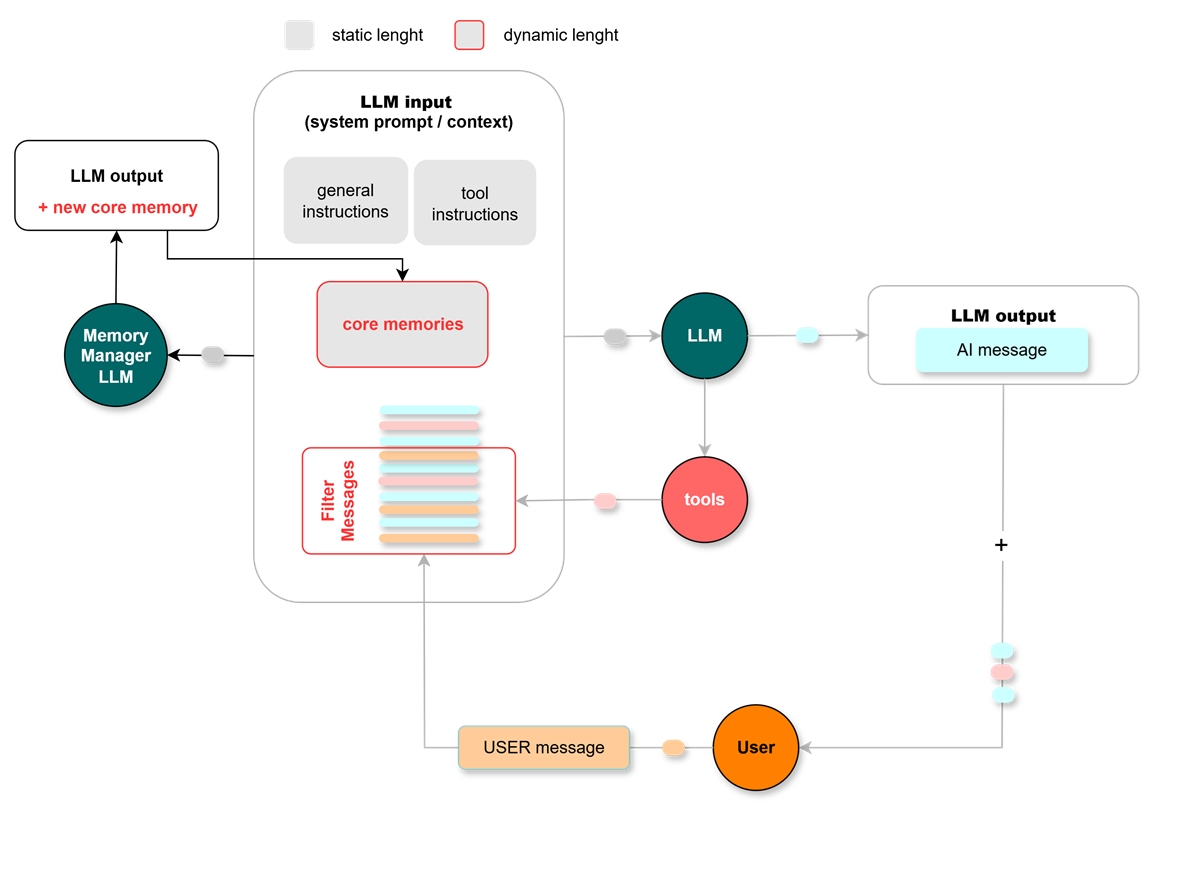 static lenght
dynamic lenght
LLM input
(system prompt / context)
general
instructions
tool
instructions
LLM output
+ new core memory
core memories
Memory
Manager
LLM
LLM
LLM output
AI message
Filter
Messages
tools
+
USER message
User